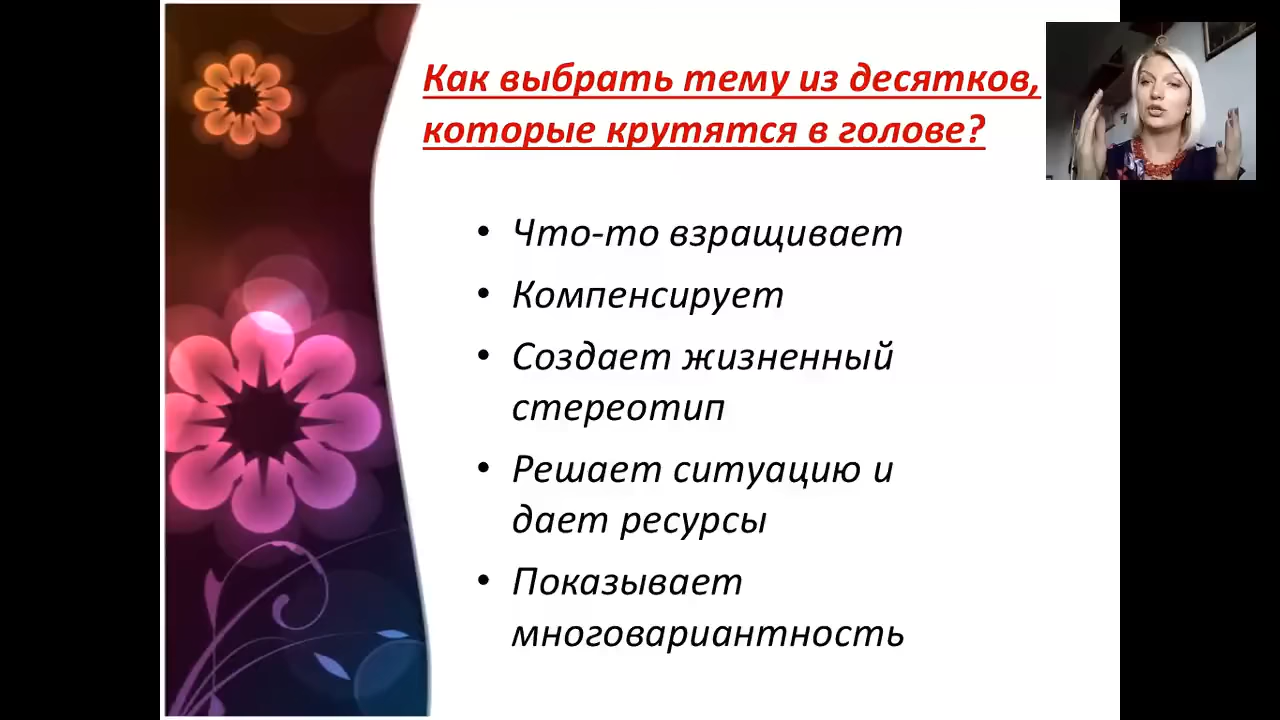 Как выбрать тему из десятков,
которые крутятся в голове?
• Что-то взращивает
• Компенсирует
• Создает жизненный
стереотип
• Решает ситуацию и
дает ресурсы
• Показывает
многовариантность